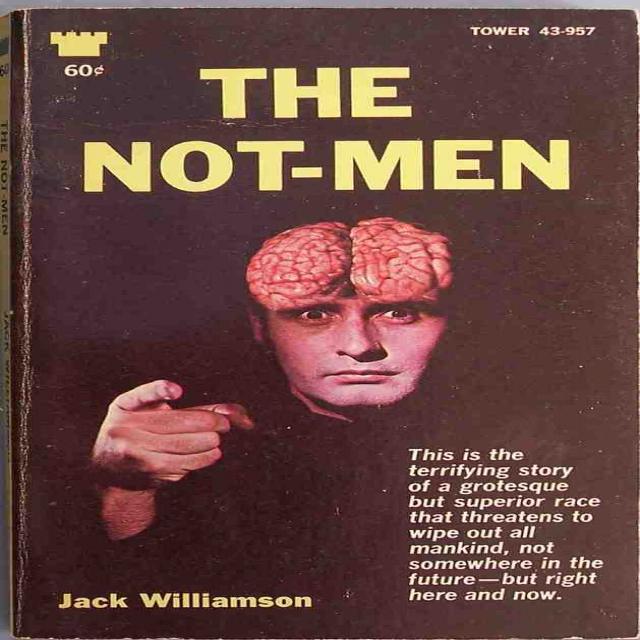 TOWER 43-957
60¢
THE
NOT-MEN
This is the
terrifying story
of a grotesque
but superior race
that threatens to
wipe out all
mankind, not
somewhere in the
future—but right
here and now.
Jack Williamson
THE NOT-MEN